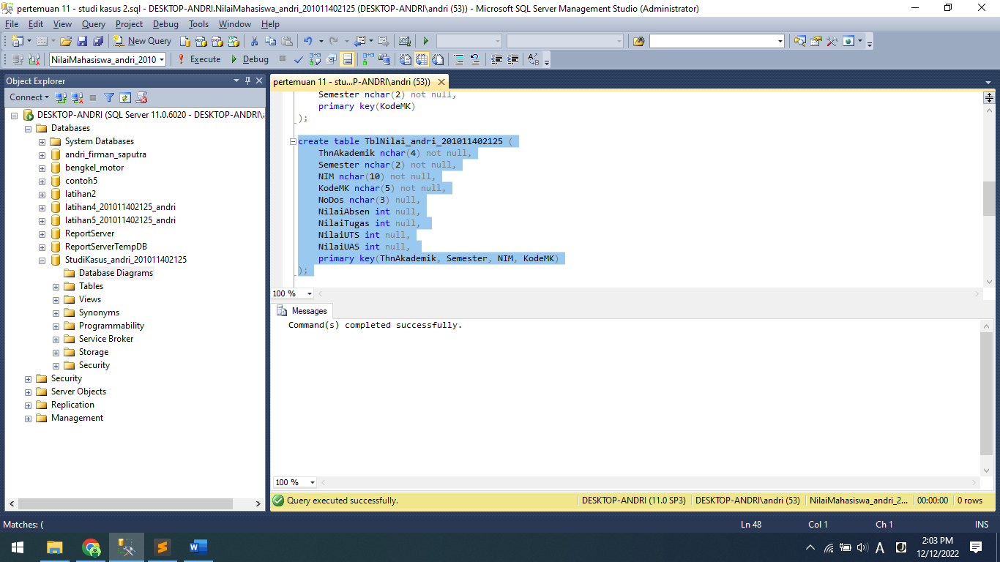 pertemuan 11 - studi kasus 2.sql - DESKTOP-ANDRI.NilaiMahasiswa_andri_201011402125 (DESKTOP-ANDRI\andri (53)) - Microsoft SQL Server Management Studio (Administrator)
File Edit View Query Project Debug Tools Window Help
New Query
NilaiMahasiswa_andri_2010 Execute Debug
Object Explorer
Connect
DESKTOP-ANDRI (SQL Server 11.0.6020 - DESKTOP-ANDRI\
Databases
System Databases
andri_firman_saputra
bengkel_motor
contoh5
latihan2
latihan4_201011402125_andri
latihan5_201011402125_andri
ReportServer
ReportServerTempDB
StudiKasus_andri_201011402125
Database Diagrams
Tables
Views
Synonyms
Programmability
Service Broker
Storage
Security
Security
Server Objects
Replication
Management
pertemuan 11 - stu...P-ANDRI\andri (53))
Semester nchar(2) not null,
primary key(KodeMK)
);
create table TblNilai_andri_201011402125 (
ThnAkademik nchar(4) not null,
Semester nchar(2) not null,
NIM nchar(10) not null,
KodeMK nchar(5) not null,
NoDos nchar(3) null,
NilaiAbsen int null,
NilaiTugas int null,
NilaiUTS int null,
NilaiUAS int null,
primary key(ThnAkademik, Semester, NIM, KodeMK)
);
100 %
Messages
Command(s) completed successfully.
100 %
Query executed successfully. DESKTOP-ANDRI (11.0 SP3) DESKTOP-ANDRI\andri (53) NilaiMahasiswa_andri_2... 00:00:00 0 rows
Matches: ( Ln 48 Col 1 Ch 1 INS
A 2:03 PM
12/12/2022